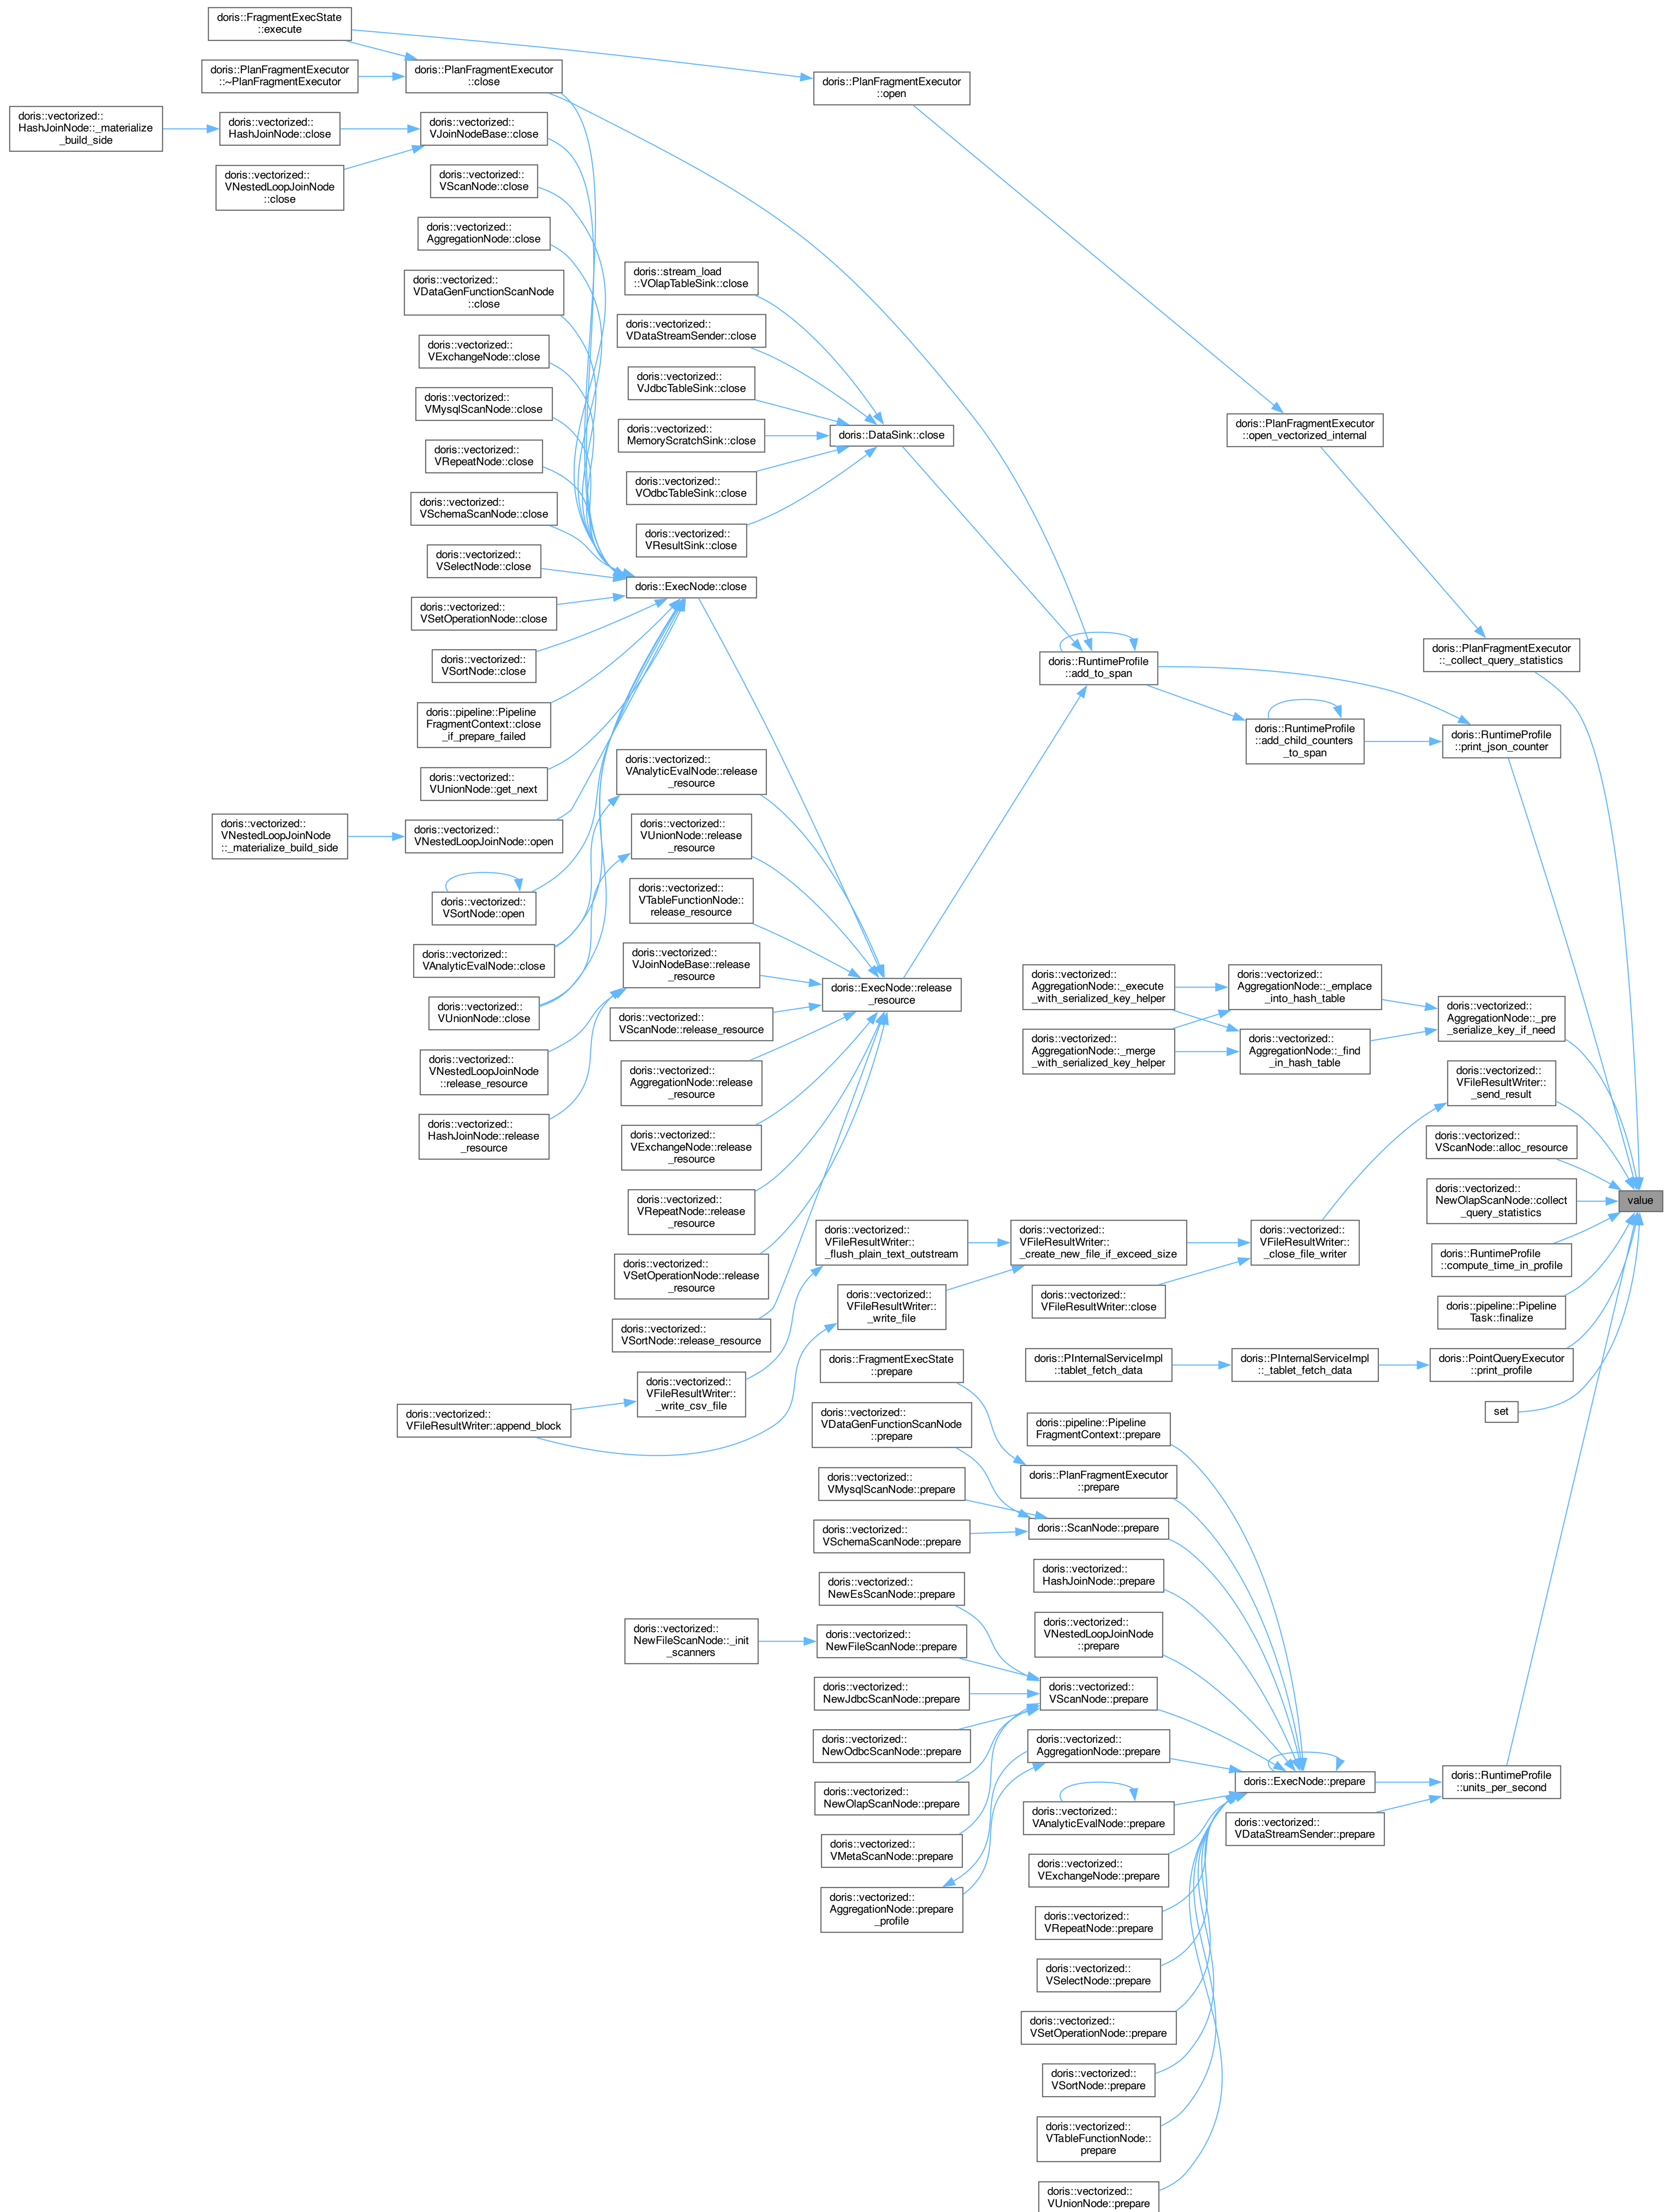 doris::FragmentExecState
::execute
doris::PlanFragmentExecutor
::~PlanFragmentExecutor
doris::PlanFragmentExecutor
::close
doris::PlanFragmentExecutor
::open
doris::vectorized::
HashJoinNode::_materialize
_build_side
doris::vectorized::
HashJoinNode::close
doris::vectorized::
VJoinNodeBase::close
doris::vectorized::
VNestedLoopJoinNode
::close
doris::vectorized::
VScanNode::close
doris::vectorized::
AggregationNode::close
doris::vectorized::
VDataGenFunctionScanNode
::close
doris::vectorized::
VExchangeNode::close
doris::vectorized::
VMysqlScanNode::close
doris::vectorized::
VRepeatNode::close
doris::vectorized::
VSchemaScanNode::close
doris::vectorized::
VSelectNode::close
doris::vectorized::
VSetOperationNode::close
doris::vectorized::
VSortNode::close
doris::pipeline::Pipeline
FragmentContext::close
_if_prepare_failed
doris::vectorized::
VUnionNode::get_next
doris::vectorized::
VNestedLoopJoinNode
::_materialize_build_side
doris::vectorized::
VNestedLoopJoinNode::open
doris::vectorized::
VSortNode::open
doris::vectorized::
VAnalyticEvalNode::close
doris::vectorized::
VUnionNode::close
doris::vectorized::
VNestedLoopJoinNode
::release_resource
doris::vectorized::
HashJoinNode::release
_resource
doris::stream_load
::VOlapTableSink::close
doris::vectorized::
VDataStreamSender::close
doris::vectorized::
VJdbcTableSink::close
doris::vectorized::
MemoryScratchSink::close
doris::vectorized::
VOdbcTableSink::close
doris::vectorized::
VResultSink::close
doris::DataSink::close
doris::ExecNode::close
doris::vectorized::
VAnalyticEvalNode::release
_resource
doris::vectorized::
VUnionNode::release
_resource
doris::vectorized::
VTableFunctionNode::
release_resource
doris::vectorized::
VJoinNodeBase::release
_resource
doris::vectorized::
VScanNode::release_resource
doris::vectorized::
AggregationNode::release
_resource
doris::vectorized::
VExchangeNode::release
_resource
doris::vectorized::
VRepeatNode::release
_resource
doris::vectorized::
VSetOperationNode::release
_resource
doris::vectorized::
VSortNode::release_resource
doris::ExecNode::release
_resource
doris::PlanFragmentExecutor
::open_vectorized_internal
doris::PlanFragmentExecutor
::_collect_query_statistics
doris::RuntimeProfile
::add_to_span
doris::RuntimeProfile
::add_child_counters
_to_span
doris::RuntimeProfile
::print_json_counter
doris::vectorized::
AggregationNode::_execute
_with_serialized_key_helper
doris::vectorized::
AggregationNode::_emplace
_into_hash_table
doris::vectorized::
AggregationNode::_pre
_serialize_key_if_need
doris::vectorized::
AggregationNode::_merge
_with_serialized_key_helper
doris::vectorized::
AggregationNode::_find
_in_hash_table
doris::vectorized::
VFileResultWriter::
_send_result
doris::vectorized::
VScanNode::alloc_resource
doris::vectorized::
NewOlapScanNode::collect
_query_statistics
value
doris::RuntimeProfile
::compute_time_in_profile
doris::pipeline::Pipeline
Task::finalize
doris::PointQueryExecutor
::print_profile
set
doris::vectorized::
VFileResultWriter::
_flush_plain_text_outstream
doris::vectorized::
VFileResultWriter::
_create_new_file_if_exceed_size
doris::vectorized::
VFileResultWriter::
_close_file_writer
doris::vectorized::
VFileResultWriter::
_write_file
doris::vectorized::
VFileResultWriter::close
doris::PInternalServiceImpl
::tablet_fetch_data
doris::PInternalServiceImpl
::_tablet_fetch_data
doris::vectorized::
VFileResultWriter::
_write_csv_file
doris::vectorized::
VFileResultWriter::append_block
doris::FragmentExecState
::prepare
doris::vectorized::
VDataGenFunctionScanNode
::prepare
doris::vectorized::
VMysqlScanNode::prepare
doris::vectorized::
VSchemaScanNode::prepare
doris::vectorized::
NewEsScanNode::prepare
doris::vectorized::
NewFileScanNode::_init
_scanners
doris::vectorized::
NewFileScanNode::prepare
doris::vectorized::
NewJdbcScanNode::prepare
doris::vectorized::
NewOdbcScanNode::prepare
doris::vectorized::
NewOlapScanNode::prepare
doris::vectorized::
VMetaScanNode::prepare
doris::vectorized::
AggregationNode::prepare
_profile
doris::pipeline::Pipeline
FragmentContext::prepare
doris::PlanFragmentExecutor
::prepare
doris::ScanNode::prepare
doris::vectorized::
HashJoinNode::prepare
doris::vectorized::
VNestedLoopJoinNode
::prepare
doris::vectorized::
VScanNode::prepare
doris::vectorized::
AggregationNode::prepare
doris::vectorized::
VAnalyticEvalNode::prepare
doris::vectorized::
VExchangeNode::prepare
doris::vectorized::
VRepeatNode::prepare
doris::vectorized::
VSelectNode::prepare
doris::vectorized::
VSetOperationNode::prepare
doris::vectorized::
VSortNode::prepare
doris::vectorized::
VTableFunctionNode::
prepare
doris::vectorized::
VUnionNode::prepare
doris::ExecNode::prepare
doris::vectorized::
VDataStreamSender::prepare
doris::RuntimeProfile
::units_per_second